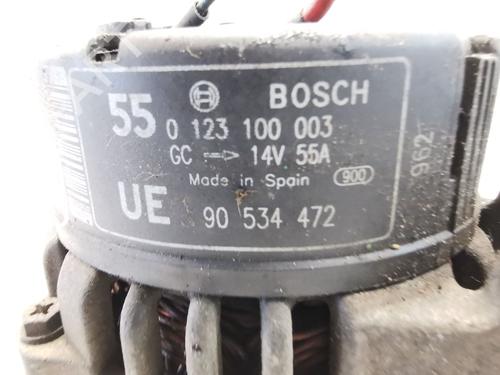 55 BOSCH
0 123 100 003
GC → 14V 55A
Made in Spain 900
UE 90 534 472
962